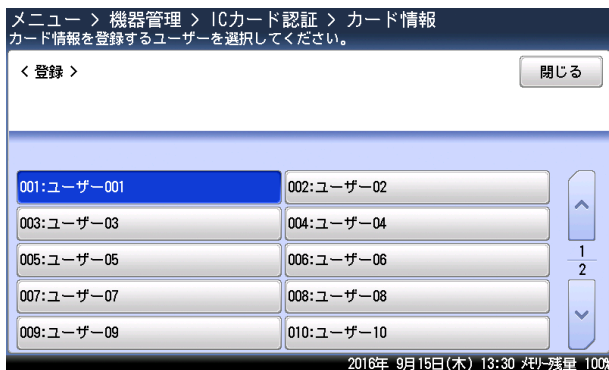 メニュー > 機器管理 > ICカード認証 > カード情報
カード情報を登録するユーザーを選択してください。
< 登録 >
閉じる
001:ユーザー001
002:ユーザー02
003:ユーザー03
004:ユーザー04
005:ユーザー05
006:ユーザー06
007:ユーザー07
008:ユーザー08
009:ユーザー09
010:ユーザー10
1
2
2016年 9月15日(木) 13:30 メモリー残量 100%